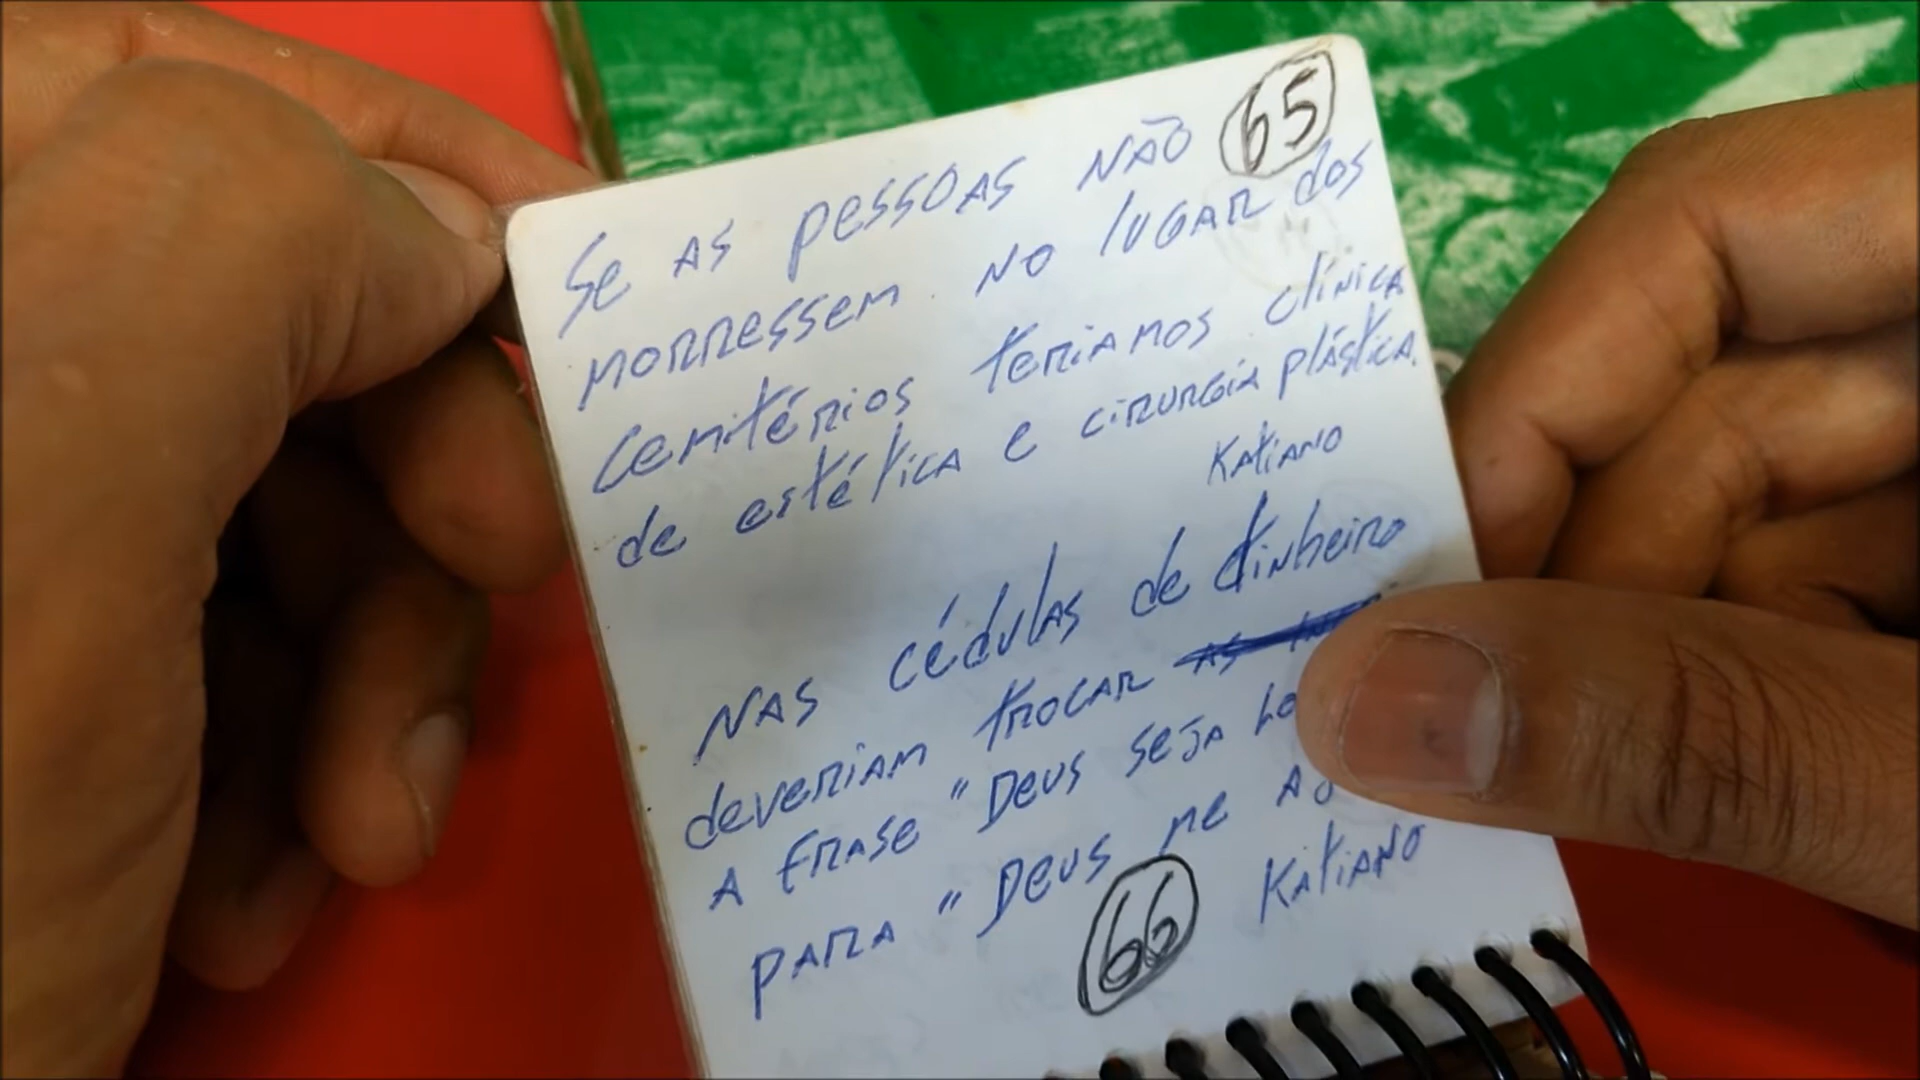 65
Se as pessoas não
morressem no lugar dos
cemitérios teriamos clínica
de estética e cirurgia plástica.
Katiano
Nas cédulas de dinheiro
deveriam trocar
a frase "Deus seja
para "Deus me
66
Katiano